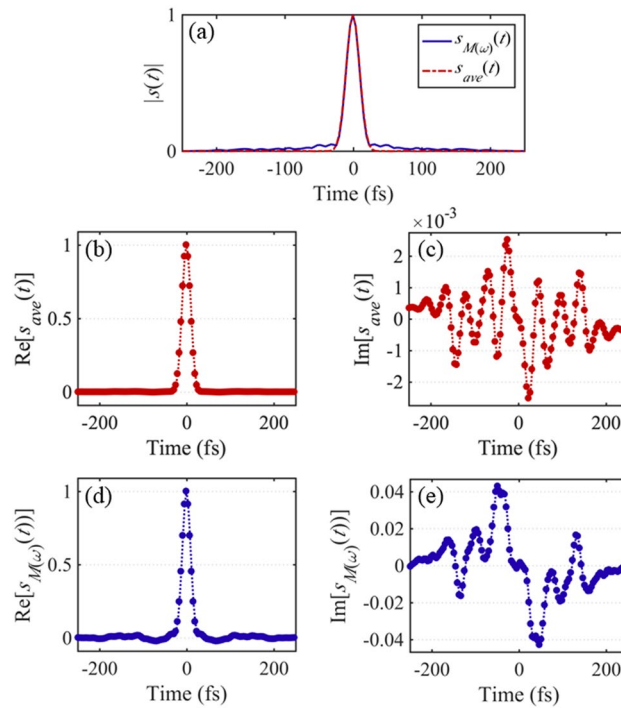 (a)
|s(t)|
1
0
s_{M(ω)}(t)
s_{ave}(t)
-200 -100 0 100 200
Time (fs)
(b)
Re[s_{ave}(t)]
1
0.5
0
-200 0 200
Time (fs)
(c)
×10^{-3}
Im[s_{ave}(t)]
2
1
0
-1
-2
-200 0 200
Time (fs)
(d)
Re[s_{M(ω)}(t))]
1
0.5
0
-200 0 200
Time (fs)
(e)
Im[s_{M(ω)}(t))]
0.04
0.02
0
-0.02
-0.04
-200 0 200
Time (fs)